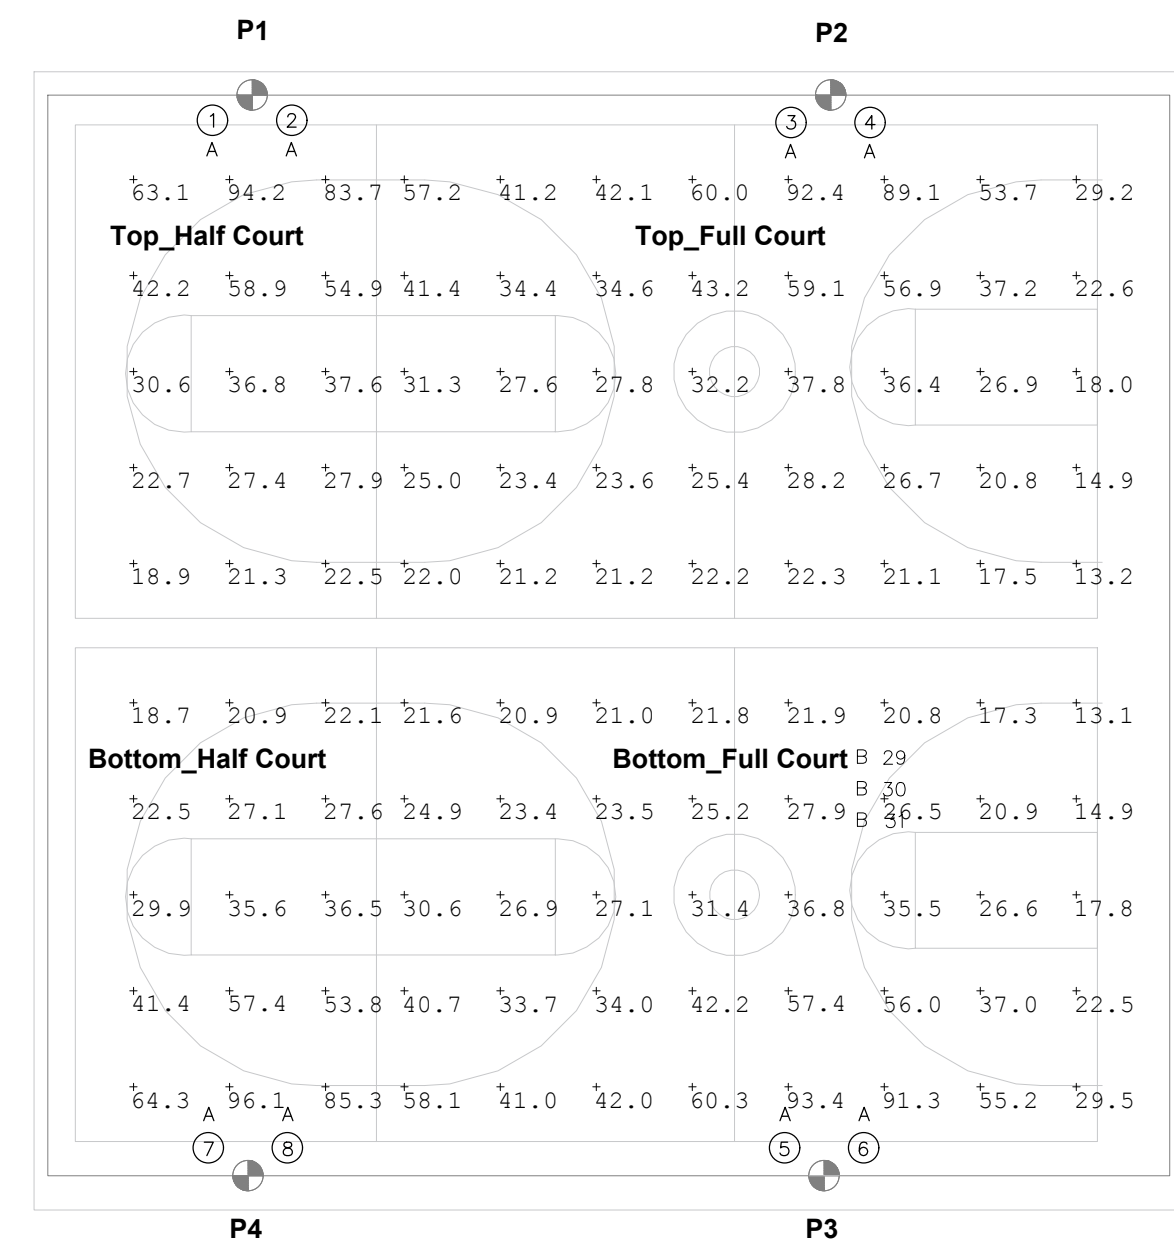 P1 P2
1 2 3 4
A A A A
63.1 94.2 83.7 57.2 41.2 42.1 60.0 92.4 89.1 53.7 29.2
Top_Half Court Top_Full Court
42.2 58.9 54.9 41.4 34.4 34.6 43.2 59.1 56.9 37.2 22.6
30.6 36.8 37.6 31.3 27.6 27.8 32.2 37.8 36.4 26.9 18.0
22.7 27.4 27.9 25.0 23.4 23.6 25.4 28.2 26.7 20.8 14.9
18.9 21.3 22.5 22.0 21.2 21.2 22.2 22.3 21.1 17.5 13.2
18.7 20.9 22.1 21.6 20.9 21.0 21.8 21.9 20.8 17.3 13.1
Bottom_Half Court Bottom_Full Court B 29
B 30
22.5 27.1 27.6 24.9 23.4 23.5 25.2 27.9 26.5 20.9 14.9
B 31
29.9 35.6 36.5 30.6 26.9 27.1 31.4 36.8 35.5 26.6 17.8
41.4 57.4 53.8 40.7 33.7 34.0 42.2 57.4 56.0 37.0 22.5
64.3 96.1 85.3 58.1 41.0 42.0 60.3 93.4 91.3 55.2 29.5
A A A A
7 8 5 6
P4 P3